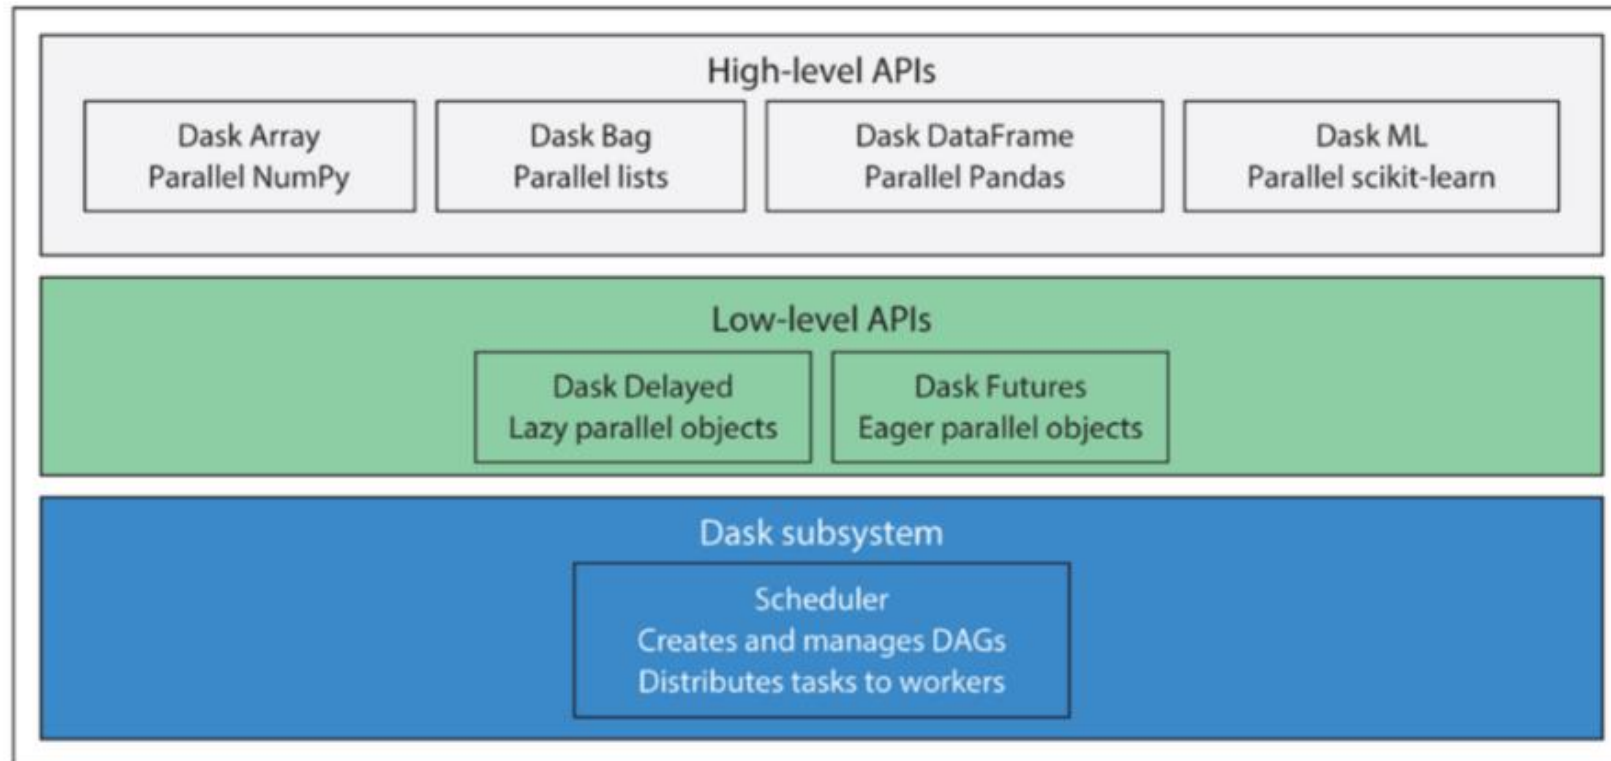 High-level APIs
Dask Array
Parallel NumPy
Dask Bag
Parallel lists
Dask DataFrame
Parallel Pandas
Dask ML
Parallel scikit-learn
Low-level APIs
Dask Delayed
Lazy parallel objects
Dask Futures
Eager parallel objects
Dask subsystem
Scheduler
Creates and manages DAGs
Distributes tasks to workers